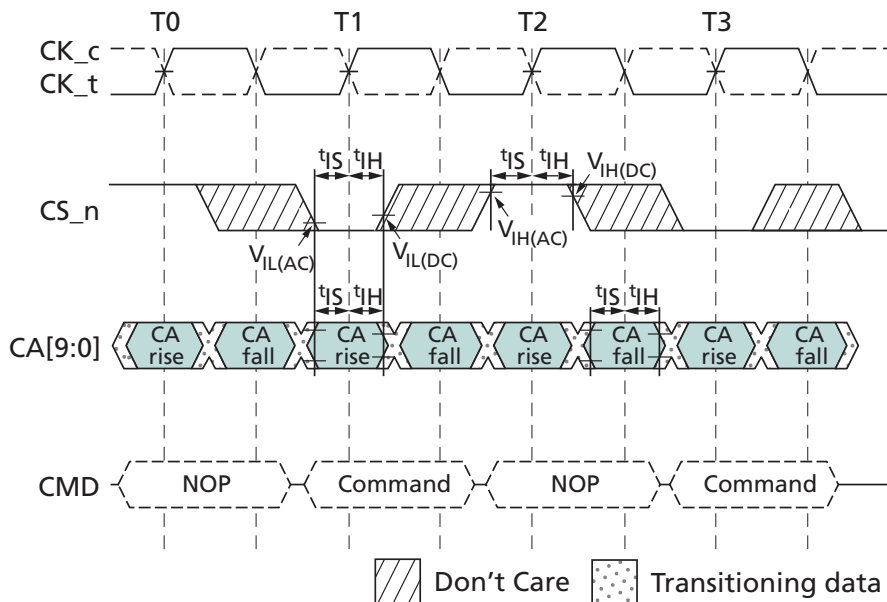 T0 T1 T2 T3
CK_c
CK_t
tIS tIH tIS tIH VIH(DC)
CS_n
VIL(AC) VIL(DC) VIH(AC)
tIS tIH tIS tIH
CA[9:0]
CA rise CA fall CA rise CA fall CA rise CA fall CA rise CA fall
CMD NOP Command NOP Command
Don't Care Transitioning data